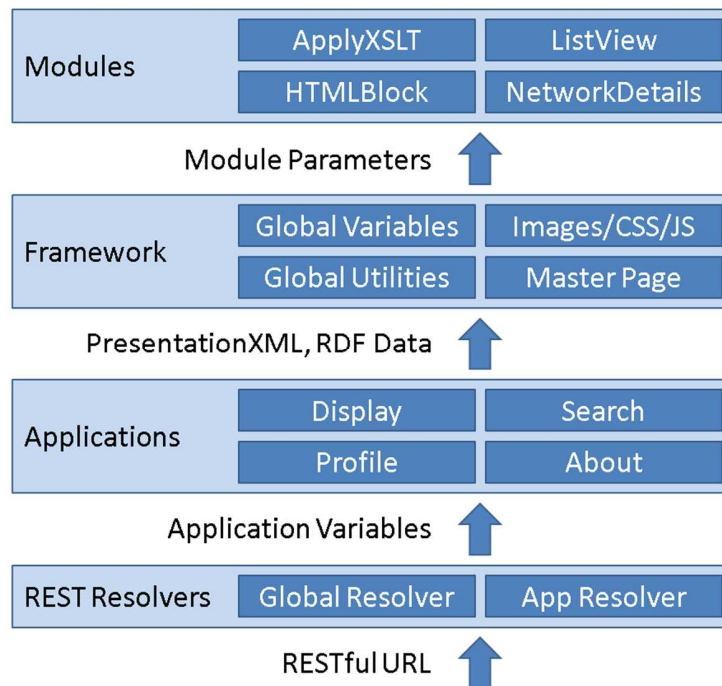 Modules
ApplyXSLT
ListView
HTMLBlock
NetworkDetails
Module Parameters
Framework
Global Variables
Images/CSS/JS
Global Utilities
Master Page
PresentationXML, RDF Data
Applications
Display
Search
Profile
About
Application Variables
REST Resolvers
Global Resolver
App Resolver
RESTful URL